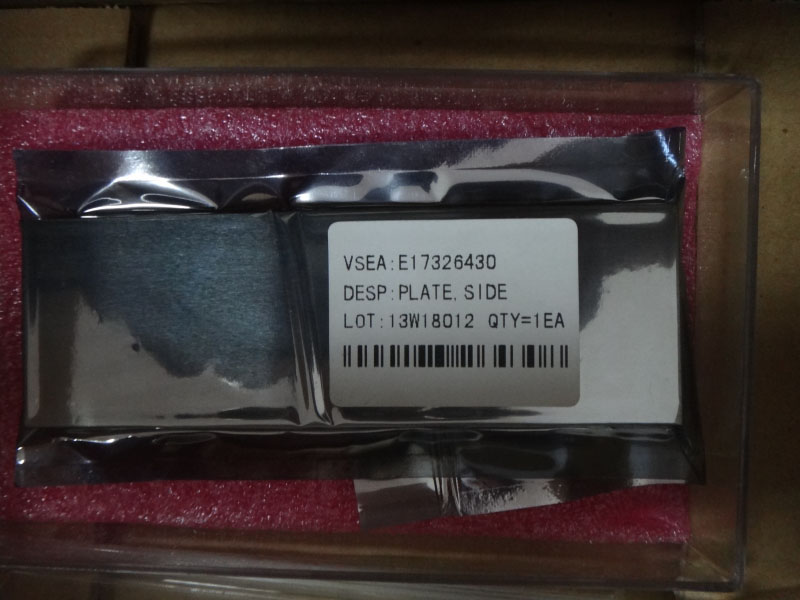 VSEA:E17326430
DESP:PLATE, SIDE
LOT:13W18012 QTY=1EA